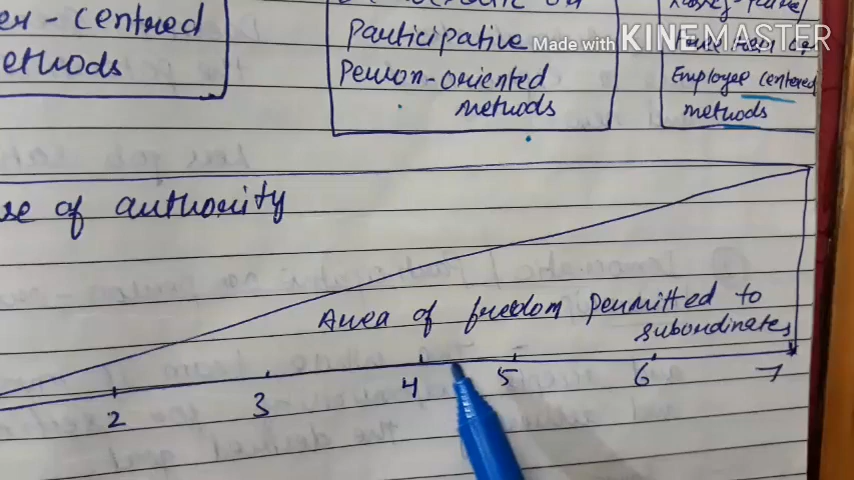 er-centred
ethods
Participative
Person-oriented
methods
Employee centered
methods
Made with KINEMASTER
se of authority
Area of freedom permitted to
subordinates
2 3 4 5 6 7